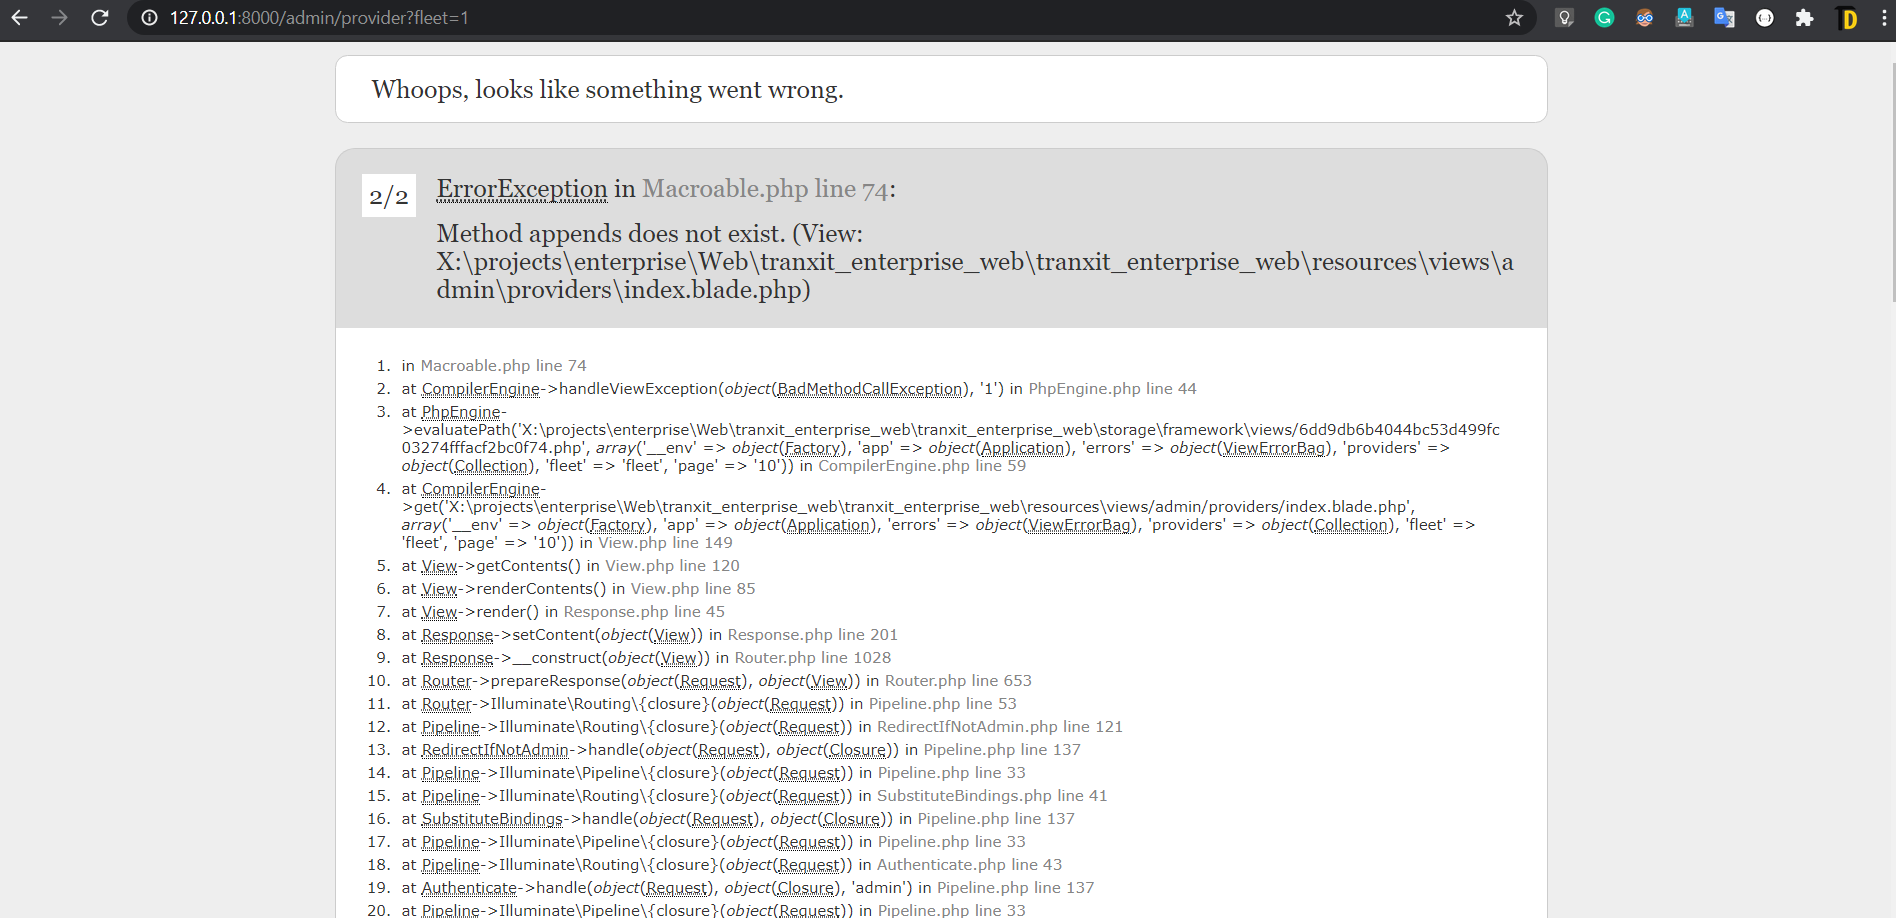 127.0.0.1:8000/admin/provider?fleet=1
Whoops, looks like something went wrong.
2/2
ErrorException in Macroable.php line 74:
Method appends does not exist. (View:
X:\projects\enterprise\Web\tranxit_enterprise_web\tranxit_enterprise_web\resources\views\a
dmin\providers\index.blade.php)
1. in Macroable.php line 74
2. at CompilerEngine->handleViewException(object(BadMethodCallException), '1') in PhpEngine.php line 44
3. at PhpEngine-
>evaluatePath('X:\projects\enterprise\Web\tranxit_enterprise_web\tranxit_enterprise_web\storage\framework\views/6dd9db6b4044bc53d499fc
03274fffacf2bc0f74.php', array('__env' => object(Factory), 'app' => object(Application), 'errors' => object(ViewErrorBag), 'providers' =>
object(Collection), 'fleet' => 'fleet', 'page' => '10')) in CompilerEngine.php line 59
4. at CompilerEngine-
>get('X:\projects\enterprise\Web\tranxit_enterprise_web\tranxit_enterprise_web\resources\views/admin/providers/index.blade.php',
array('__env' => object(Factory), 'app' => object(Application), 'errors' => object(ViewErrorBag), 'providers' => object(Collection), 'fleet' =>
'fleet', 'page' => '10')) in View.php line 149
5. at View->getContents() in View.php line 120
6. at View->renderContents() in View.php line 85
7. at View->render() in Response.php line 45
8. at Response->setContent(object(View)) in Response.php line 201
9. at Response->__construct(object(View)) in Router.php line 1028
10. at Router->prepareResponse(object(Request), object(View)) in Router.php line 653
11. at Router->Illuminate\Routing\{closure}(object(Request)) in Pipeline.php line 53
12. at Pipeline->Illuminate\Routing\{closure}(object(Request)) in RedirectIfNotAdmin.php line 121
13. at RedirectIfNotAdmin->handle(object(Request), object(Closure)) in Pipeline.php line 137
14. at Pipeline->Illuminate\Pipeline\{closure}(object(Request)) in Pipeline.php line 33
15. at Pipeline->Illuminate\Routing\{closure}(object(Request)) in SubstituteBindings.php line 41
16. at SubstituteBindings->handle(object(Request), object(Closure)) in Pipeline.php line 137
17. at Pipeline->Illuminate\Pipeline\{closure}(object(Request)) in Pipeline.php line 33
18. at Pipeline->Illuminate\Routing\{closure}(object(Request)) in Authenticate.php line 43
19. at Authenticate->handle(object(Request), object(Closure), 'admin') in Pipeline.php line 137
20. at Pipeline->Illuminate\Pipeline\{closure}(object(Request)) in Pipeline.php line 33